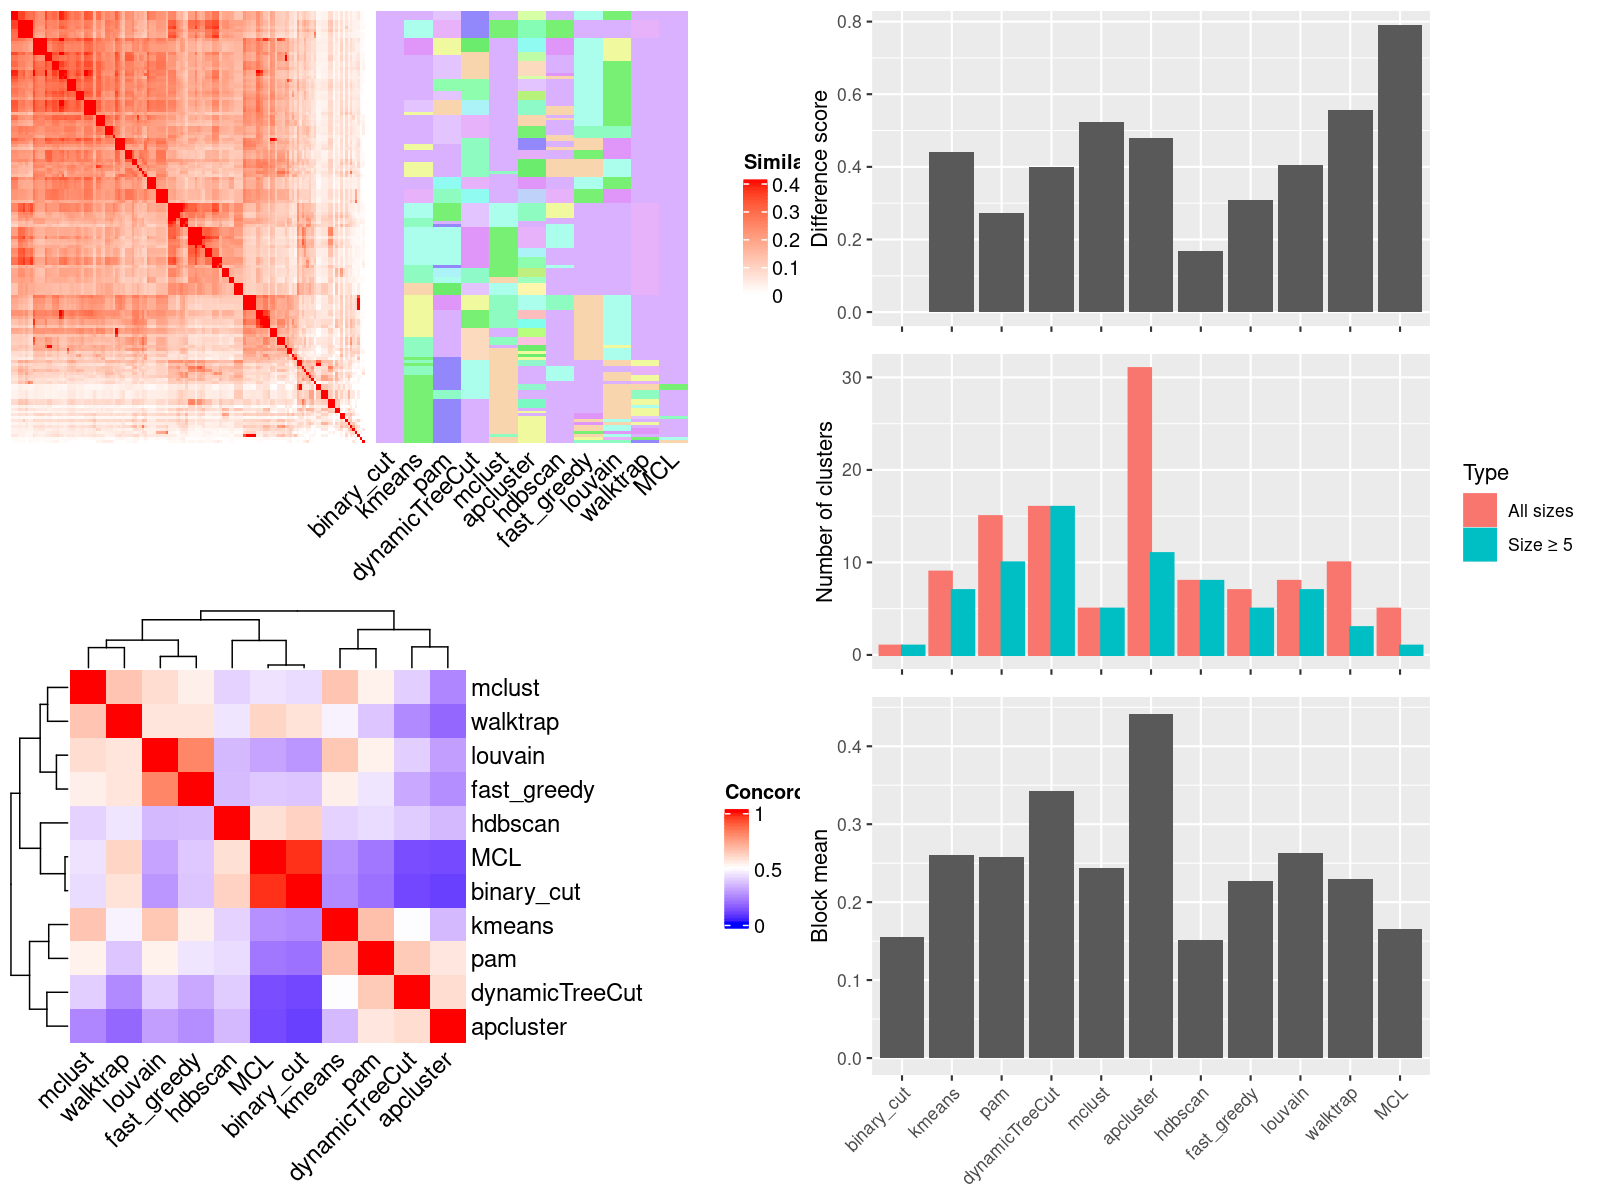 Simila
0.4
0.3
0.2
0.1
0
binary_cut
kmeans
pam
dynamicTreeCut
mclust
apcluster
hdbscan
fast_greedy
louvain
walktrap
MCL
mclust
walktrap
louvain
fast_greedy
hdbscan
MCL
binary_cut
kmeans
pam
dynamicTreeCut
apcluster
mclust
walktrap
louvain
fast_greedy
hdbscan
MCL
binary_cut
kmeans
pam
dynamicTreeCut
apcluster
Concord
1
0.5
0
Difference score
0.8
0.6
0.4
0.2
0.0
Number of clusters
30
20
10
0
Type
All sizes
Size ≥ 5
Block mean
0.4
0.3
0.2
0.1
0.0
binary_cut
kmeans
pam
dynamicTreeCut
mclust
apcluster
hdbscan
fast_greedy
louvain
walktrap
MCL